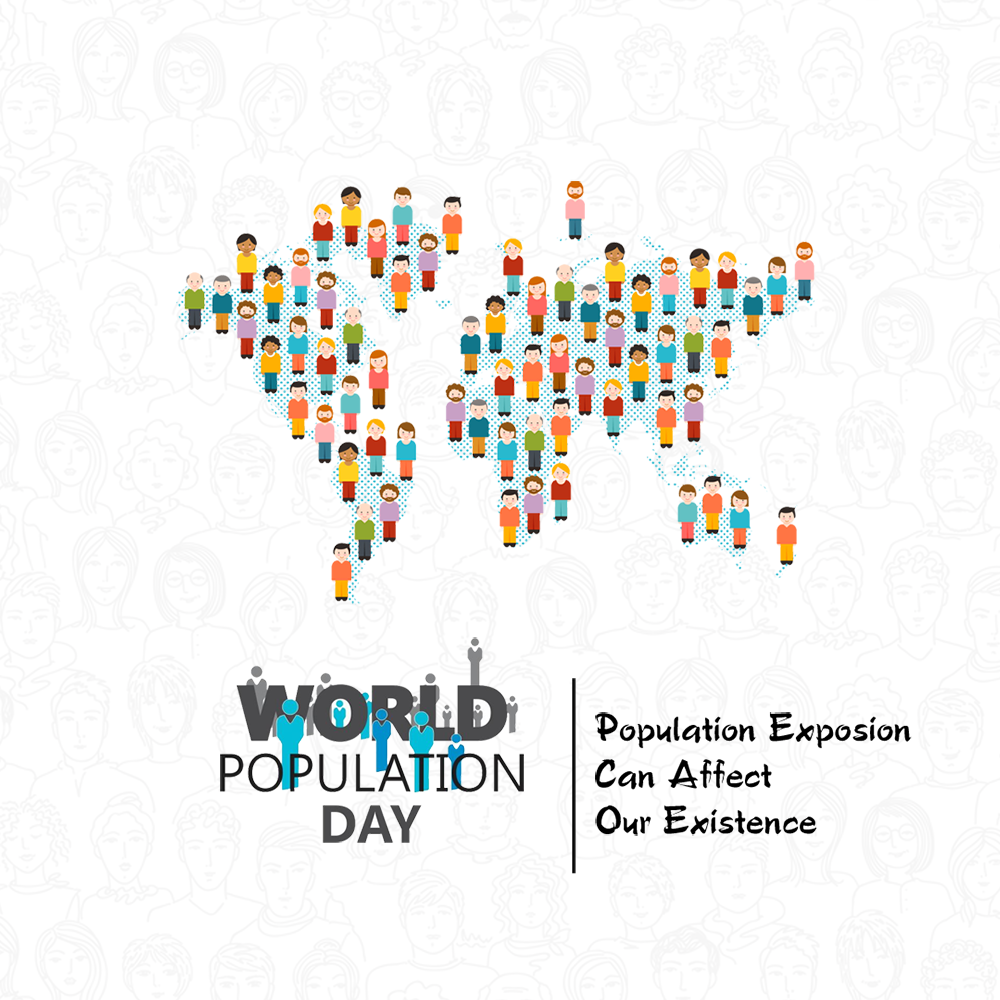 WORLD
POPULATION
DAY
Population Exposion
Can Affect
Our Existence